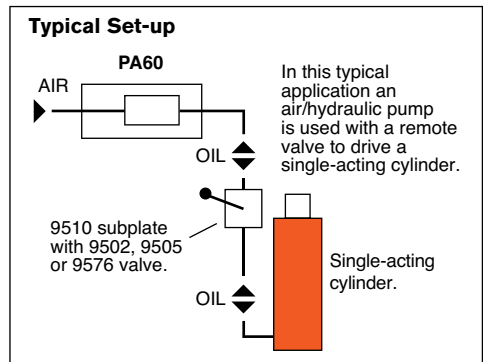 Typical Set-up
PA60
AIR
In this typical
application an
air/hydraulic pump
is used with a remote
valve to drive a
single-acting cylinder.
OIL
9510 subplate
with 9502, 9505
or 9576 valve.
Single-acting
cylinder.
OIL